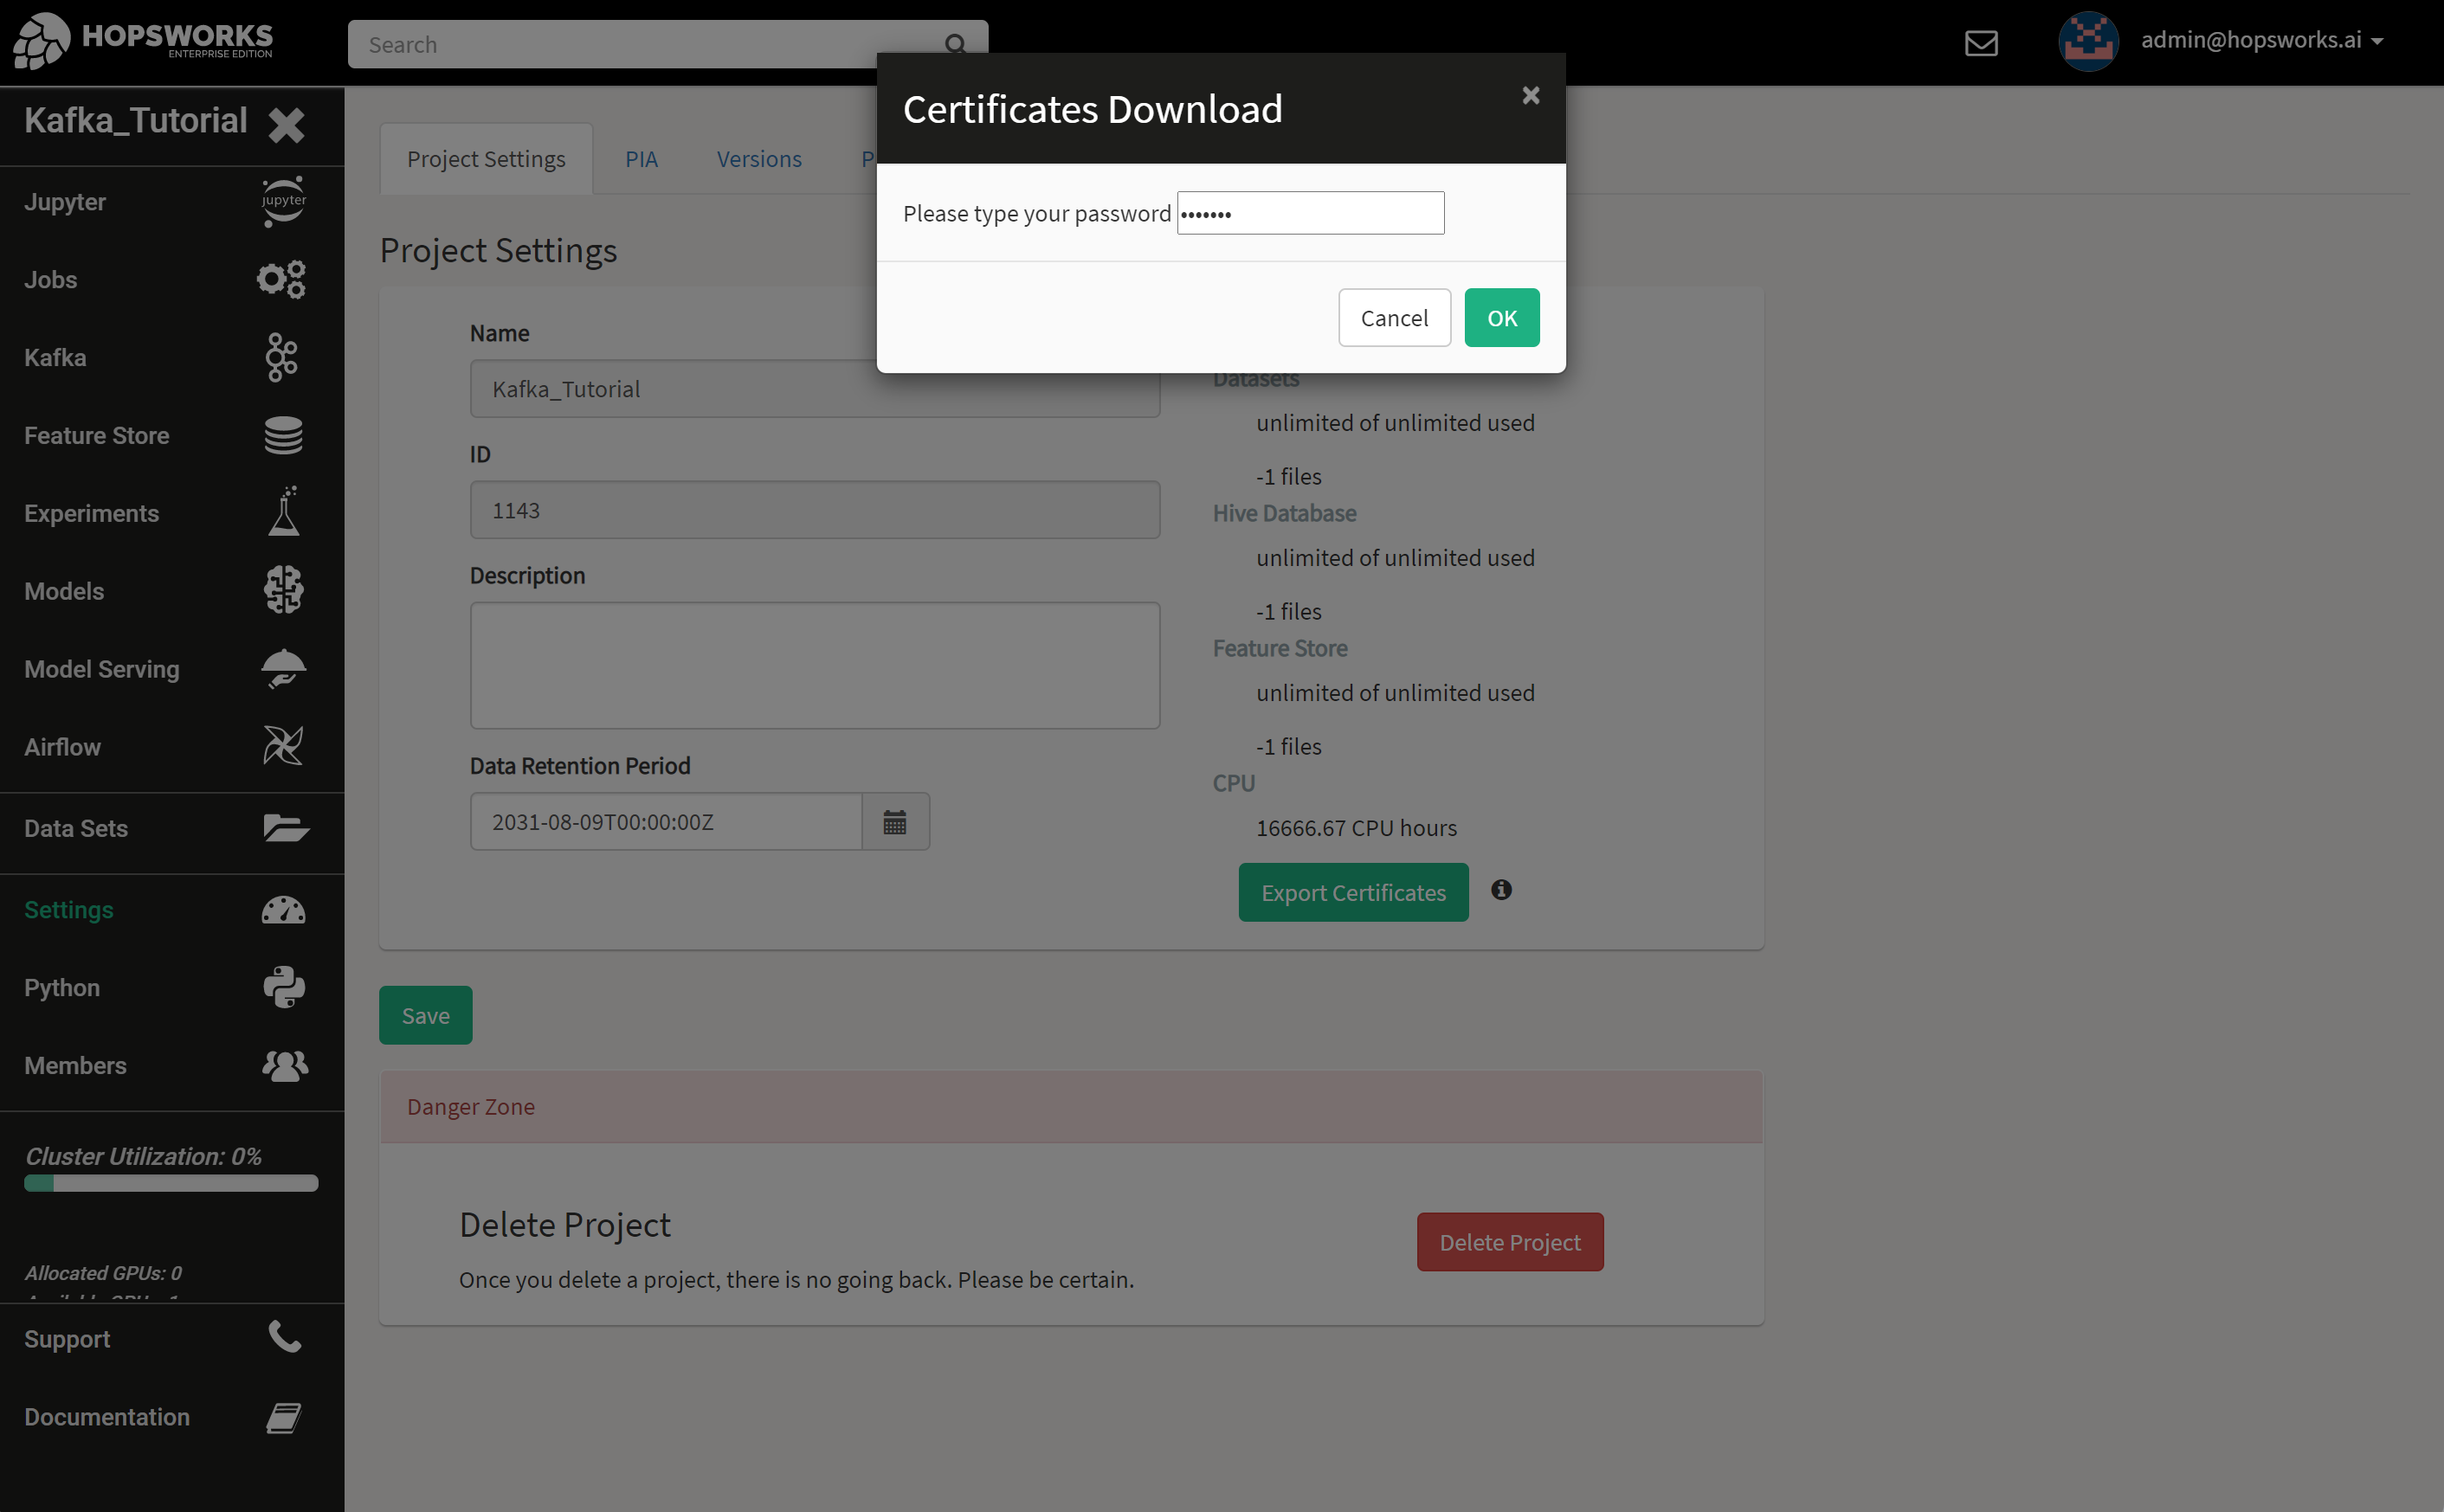 HOPSWORKS
ENTERPRISE EDITION
Search
admin@hopsworks.ai
Kafka_Tutorial
Jupyter
jupyter
Jobs
Kafka
Feature Store
Experiments
Models
Model Serving
Airflow
Data Sets
Settings
Python
Members
Cluster Utilization: 0%
Allocated GPUs: 0
Support
Documentation
Certificates Download
×
Please type your password •••••••
Cancel
OK
Project Settings
PIA
Versions
P
Project Settings
Name
Kafka_Tutorial
ID
1143
Description
Data Retention Period
2031-08-09T00:00:00Z
Datasets
unlimited of unlimited used
-1 files
Hive Database
unlimited of unlimited used
-1 files
Feature Store
unlimited of unlimited used
-1 files
CPU
16666.67 CPU hours
Export Certificates
Save
Danger Zone
Delete Project
Once you delete a project, there is no going back. Please be certain.
Delete Project